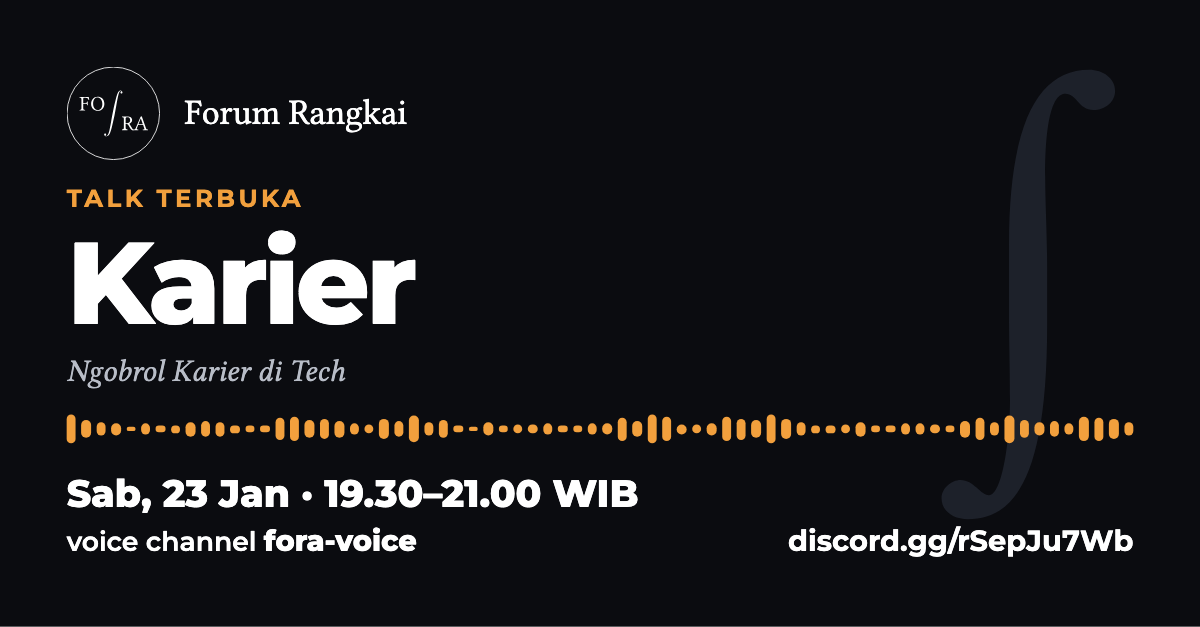 FO ∫ RA
Forum Rangkai
TALK TERBUKA
Karier
Ngobrol Karier di Tech
Sab, 23 Jan • 19.30–21.00 WIB
voice channel fora-voice
discord.gg/rSepJu7Wb